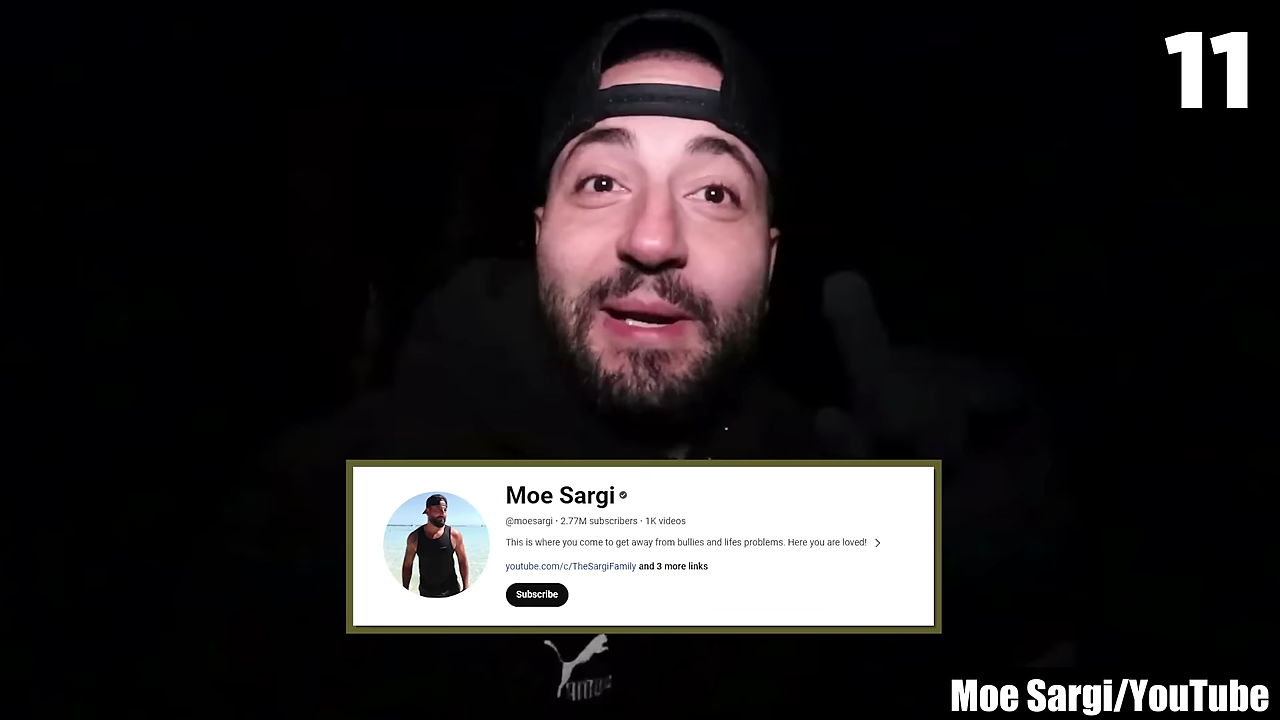 11
Moe Sargi
@moesargi · 2.77M subscribers · 1K videos
This is where you come to get away from bullies and lifes problems. Here you are loved!
youtube.com/c/TheSargiFamily and 3 more links
Subscribe
Moe Sargi/YouTube